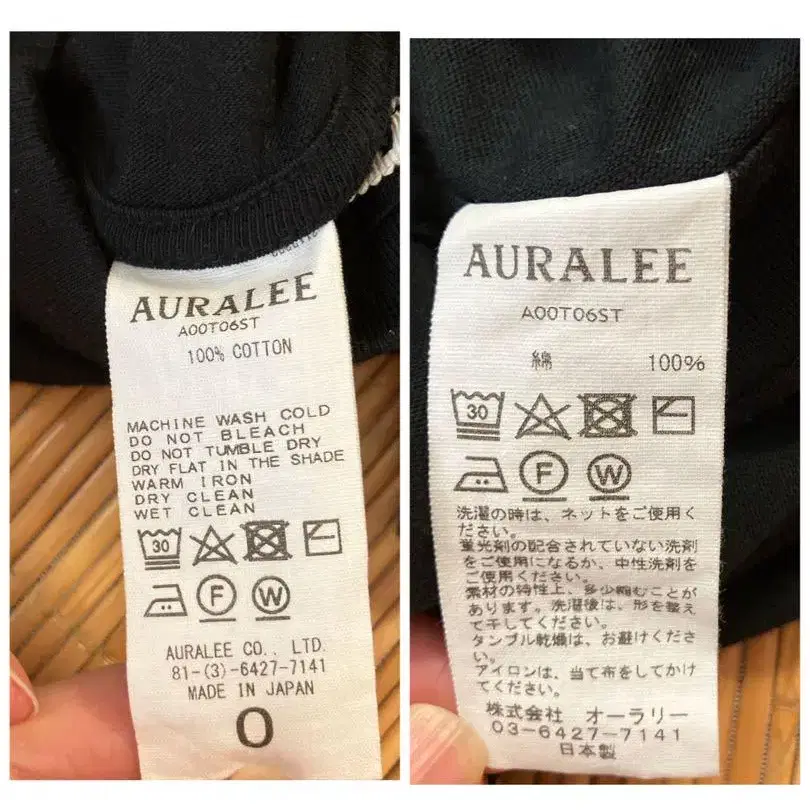 AURALEE
A00T06ST
100% COTTON
MACHINE WASH COLD
DO NOT BLEACH
DO NOT TUMBLE DRY
DRY FLAT IN THE SHADE
WARM IRON
DRY CLEAN
WET CLEAN
30
F W
AURALEE CO., LTD.
81-(3)-6427-7141
MADE IN JAPAN
0
AURALEE
A00T06ST
綿 100%
30
F W
洗濯の時は、ネットをご使用く
ださい。
蛍光剤の配合されていない洗剤
をご使用になるか、中性洗剤を
ご使用ください。
素材の特性上、多少縮むことが
あります。洗濯後は、形を整え
て干してください。
タンブル乾燥は、お避けくださ
い。
アイロンは、当て布をしてかけ
てください。
株式会社 オーラリー
03-6427-7141
日本製